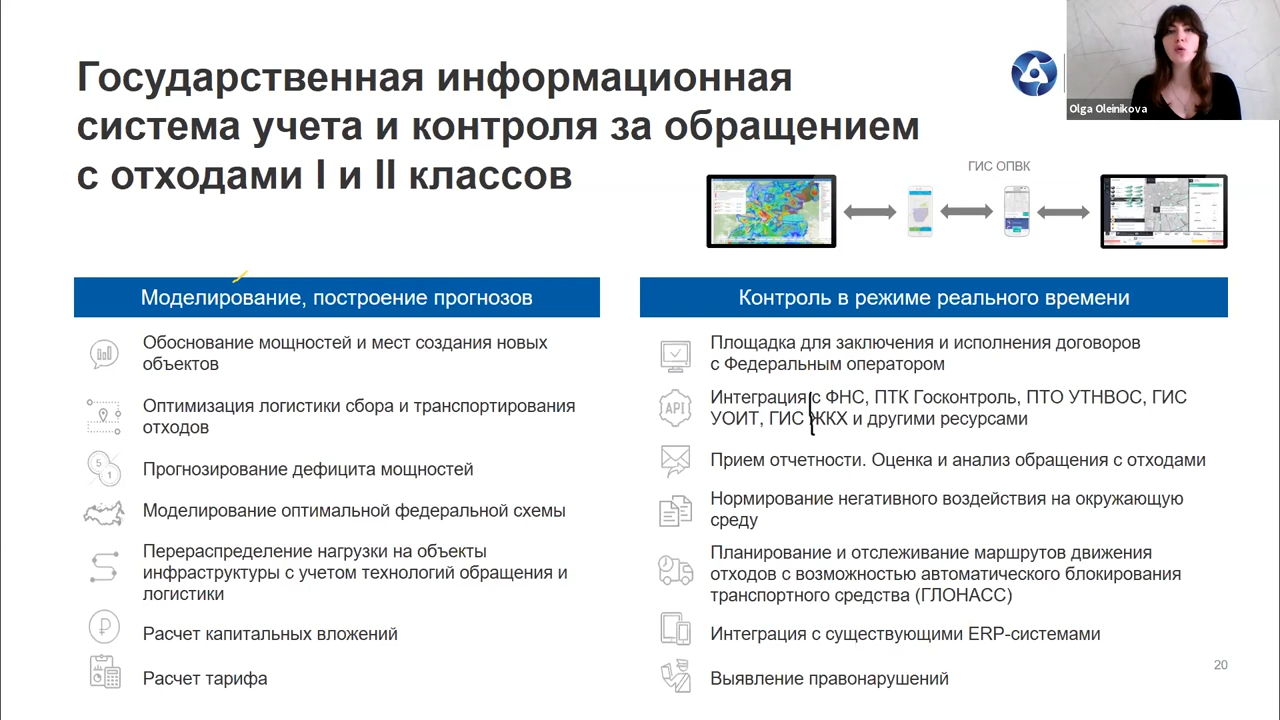 Государственная информационная
система учета и контроля за обращением
с отходами I и II классов
Olga Oleinikova
ГИС ОПВК
Моделирование, построение прогнозов
Обоснование мощностей и мест создания новых
объектов
Оптимизация логистики сбора и транспортирования
отходов
5
1
Прогнозирование дефицита мощностей
Моделирование оптимальной федеральной схемы
Перераспределение нагрузки на объекты
инфраструктуры с учетом технологий обращения и
логистики
₽
Расчет капитальных вложений
Расчет тарифа
Контроль в режиме реального времени
Площадка для заключения и исполнения договоров
с Федеральным оператором
API
Интеграция с ФНС, ПТК Госконтроль, ПТО УТНВОС, ГИС
УОИТ, ГИС ЖКХ и другими ресурсами
Прием отчетности. Оценка и анализ обращения с отходами
Нормирование негативного воздействия на окружающую
среду
Планирование и отслеживание маршрутов движения
отходов с возможностью автоматического блокирования
транспортного средства (ГЛОНАСС)
Интеграция с существующими ERP-системами
Выявление правонарушений
20